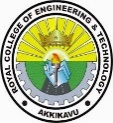 ROYAL COLLEGE OF ENGINEERING & TECHNOLOGY
AKKIKAVU